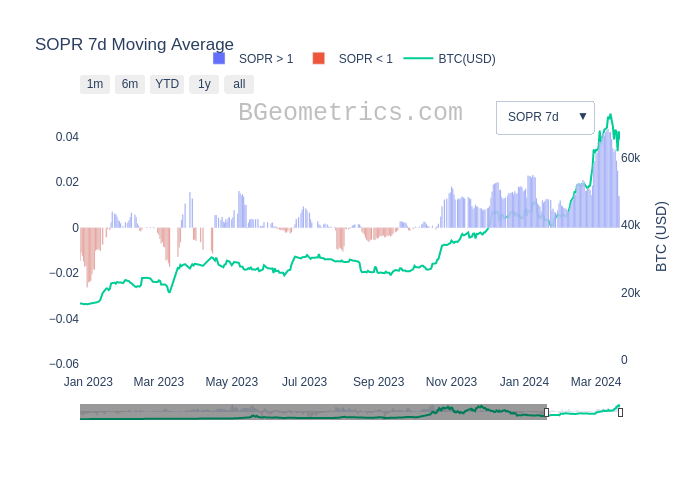 SOPR 7d Moving Average
SOPR > 1 SOPR < 1 BTC(USD)
1m 6m YTD 1y all
BGeometrics.com
SOPR 7d ▼
0.04
0.02
0
−0.02
−0.04
−0.06
60k
40k
20k
0
BTC (USD)
Jan 2023 Mar 2023 May 2023 Jul 2023 Sep 2023 Nov 2023 Jan 2024 Mar 2024